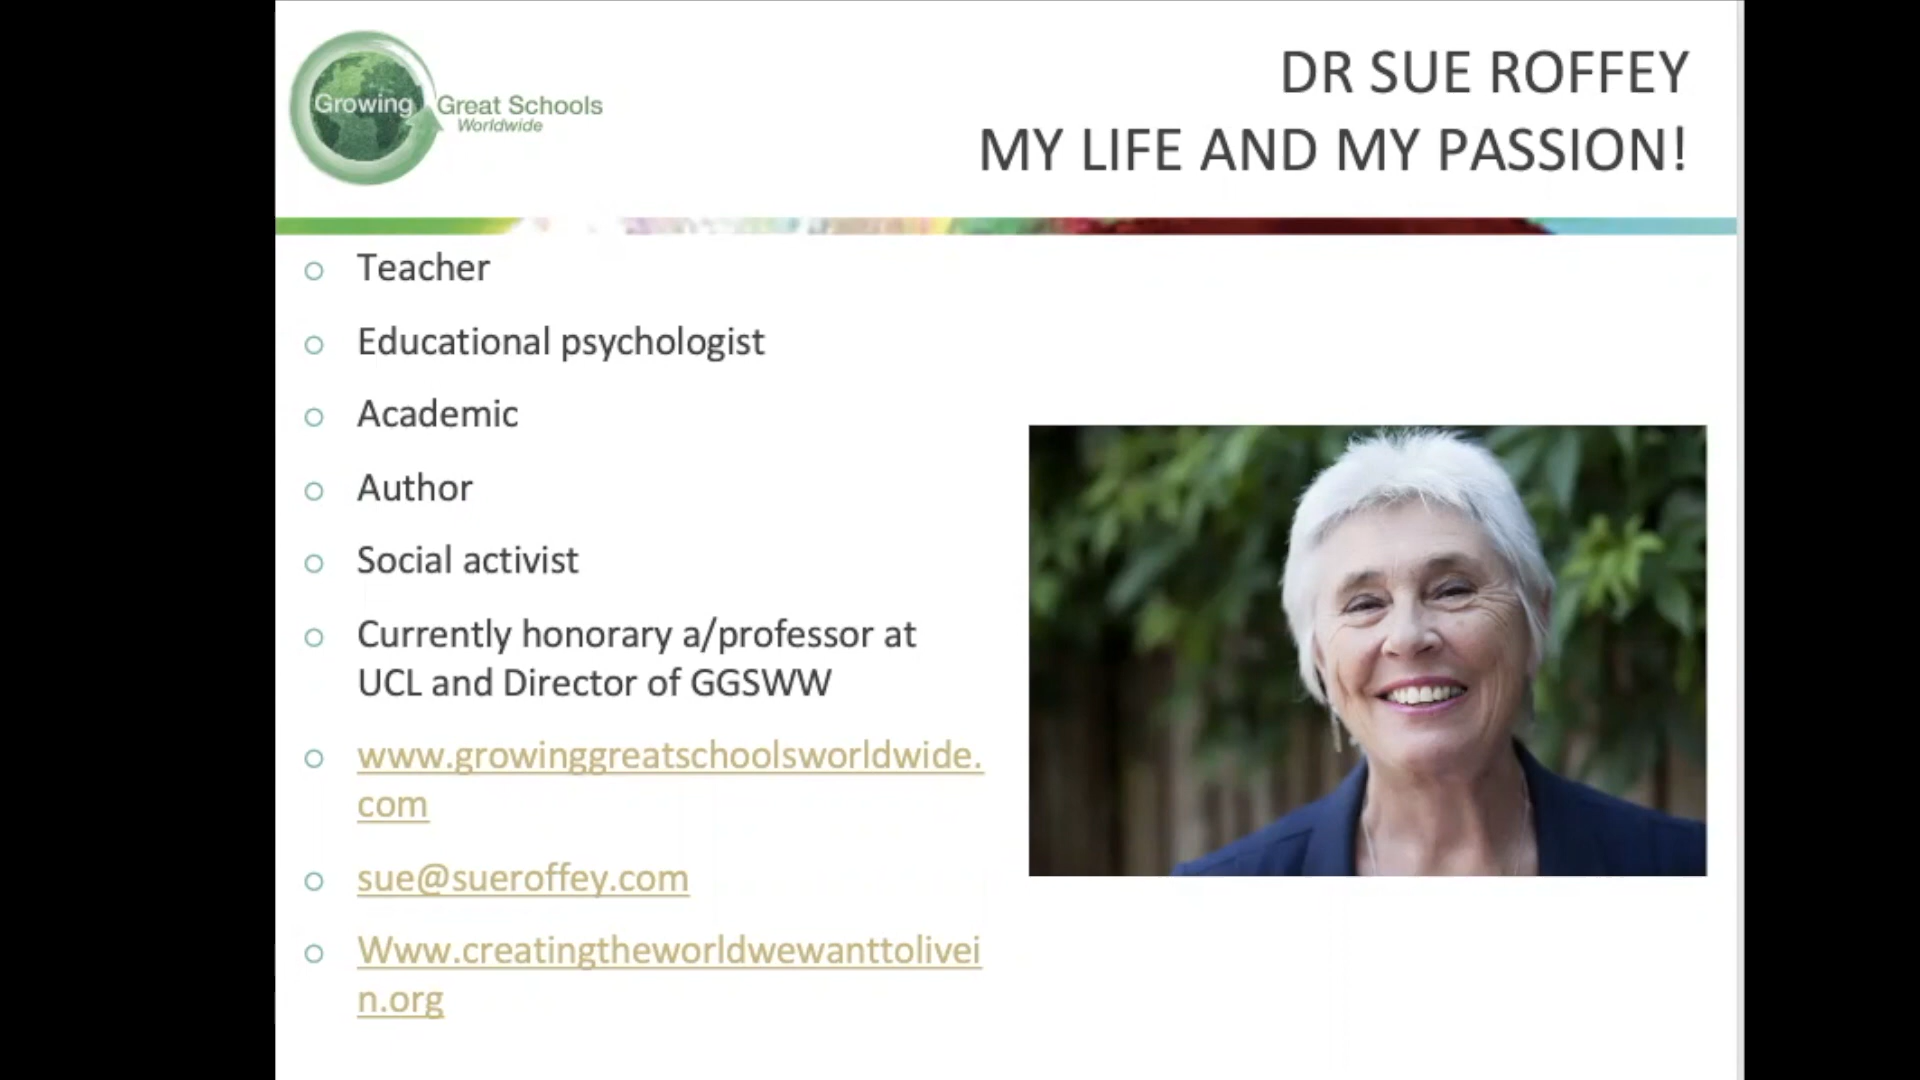 Growing Great Schools
Worldwide
DR SUE ROFFEY
MY LIFE AND MY PASSION!
Teacher
Educational psychologist
Academic
Author
Social activist
Currently honorary a/professor at
UCL and Director of GGSWW
www.growinggreatschoolsworldwide.
com
sue@sueroffey.com
Www.creatingtheworldwewanttolivei
n.org